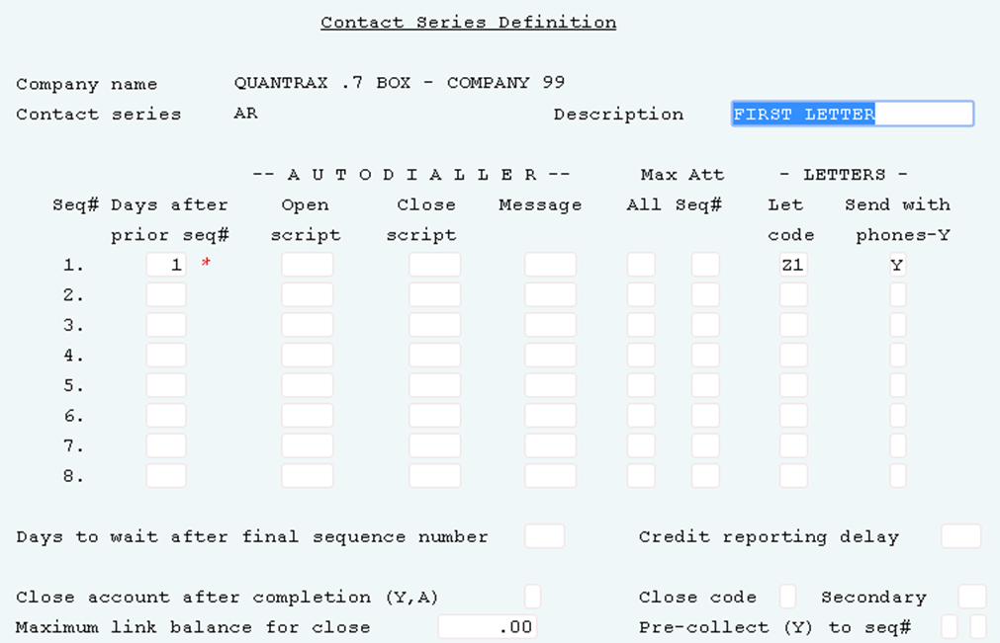 Contact Series Definition
Company name QUANTRAX .7 BOX - COMPANY 99
Contact series AR Description FIRST LETTER
-- A U T O D I A L L E R -- Max Att - LETTERS -
Seq# Days after Open Close Message All Seq# Let Send with
prior seq# script script code phones-Y
1. 1 * Z1 Y
2.
3.
4.
5.
6.
7.
8.
Days to wait after final sequence number Credit reporting delay
Close account after completion (Y,A) Close code Secondary
Maximum link balance for close .00 Pre-collect (Y) to seq#